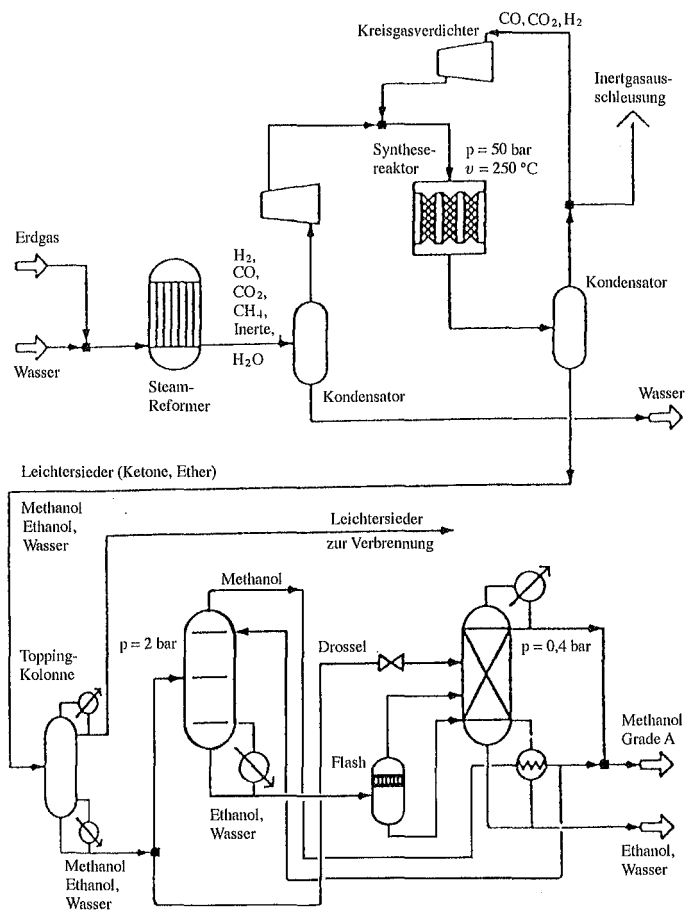 CO, CO₂, H₂
Kreisgasverdichter
Inertgasaus-
schleusung
Synthese-
reaktor
p = 50 bar
υ = 250 °C
Erdgas
H₂,
CO,
CO₂,
CH₄,
Inerte,
H₂O
Kondensator
Wasser
Steam-
Reformer
Kondensator
Wasser
Leichtersieder (Ketone, Ether)
Methanol
Ethanol,
Wasser
Leichtersieder
zur Verbrennung
Methanol
p = 2 bar
Drossel
p = 0,4 bar
Topping-
Kolonne
Flash
Methanol
Grade A
Ethanol,
Wasser
Methanol
Ethanol,
Wasser
Ethanol,
Wasser